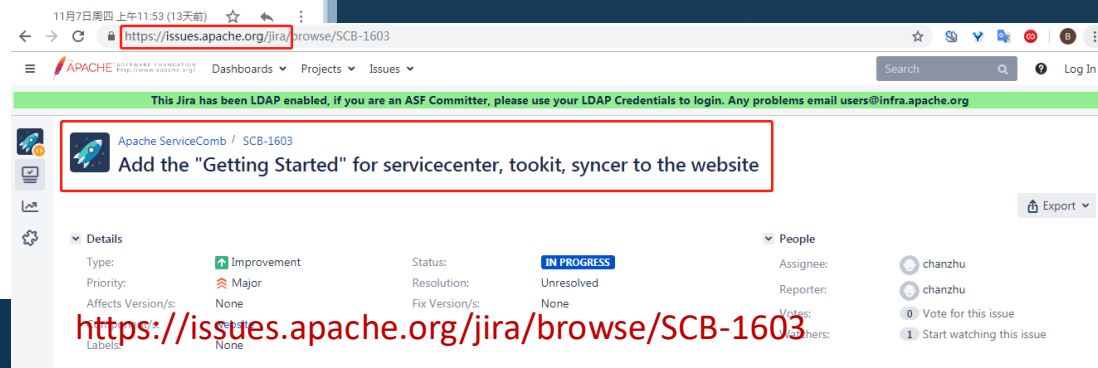 11月7日周四 上午11:53 (13天前)
https://issues.apache.org/jira/browse/SCB-1603
B
APACHE SOFTWARE FOUNDATION
http://www.apache.org/
Dashboards Projects Issues
Search
Log In
This Jira has been LDAP enabled, if you are an ASF Committer, please use your LDAP Credentials to login. Any problems email users@infra.apache.org
Apache ServiceComb / SCB-1603
Add the "Getting Started" for servicecenter, tookit, syncer to the website
Export
Details
Type: Improvement
Priority: Major
Affects Version/s: None
Component/s: website
Labels: None
Status: IN PROGRESS
Resolution: Unresolved
Fix Version/s: None
People
Assignee: chanzhu
Reporter: chanzhu
Votes: 0 Vote for this issue
Watchers: 1 Start watching this issue
https://issues.apache.org/jira/browse/SCB-1603